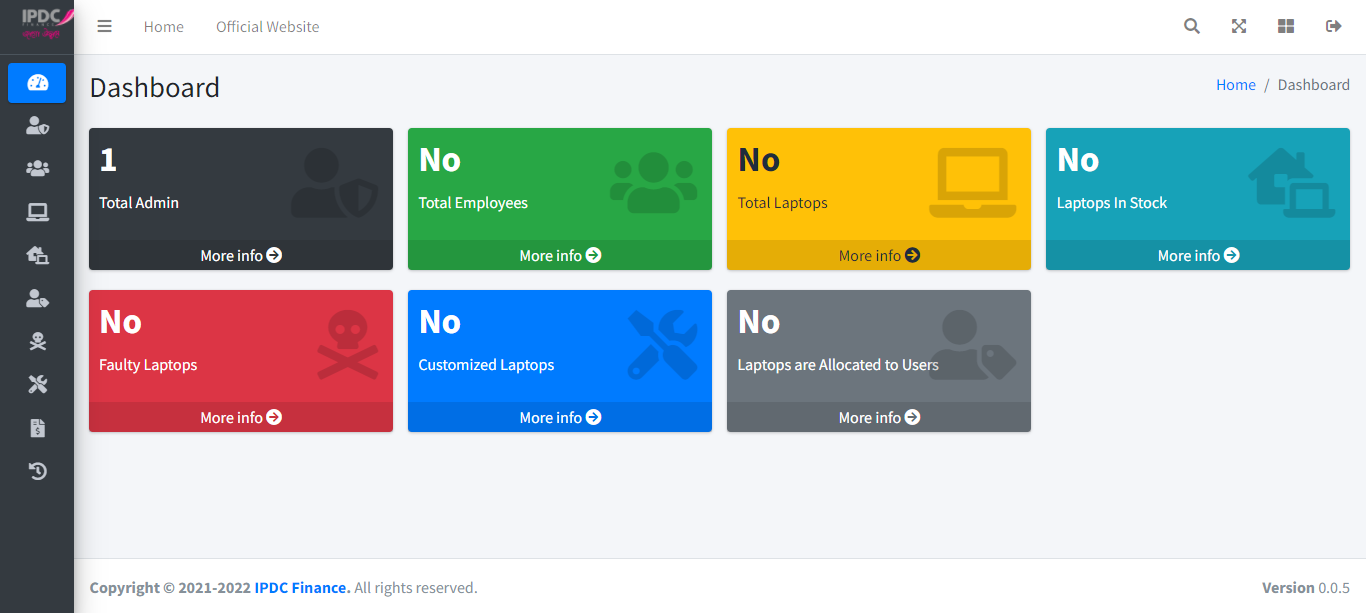 IPDC
FINANCE
Home
Official Website
Dashboard
Home / Dashboard
1
Total Admin
More info
No
Total Employees
More info
No
Total Laptops
More info
No
Laptops In Stock
More info
No
Faulty Laptops
More info
No
Customized Laptops
More info
No
Laptops are Allocated to Users
More info
Copyright © 2021-2022 IPDC Finance. All rights reserved.
Version 0.0.5